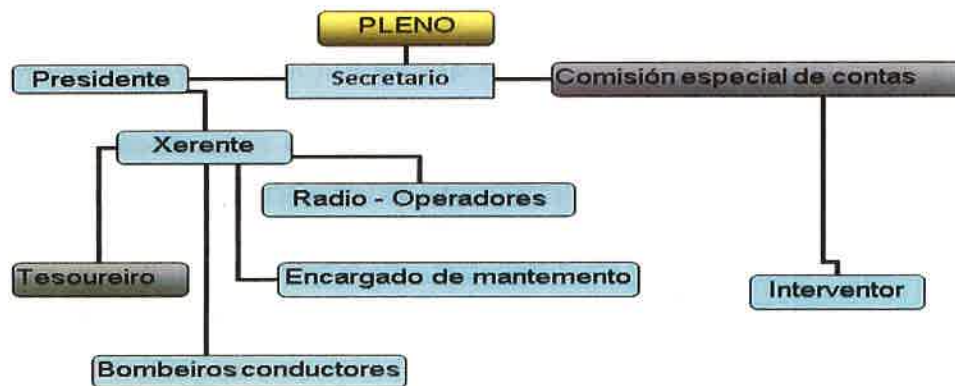 PLENO
Presidente
Secretario
Comisión especial de contas
Xerente
Radio - Operadores
Tesoureiro
Encargado de mantemento
Interventor
Bombeiros conductores